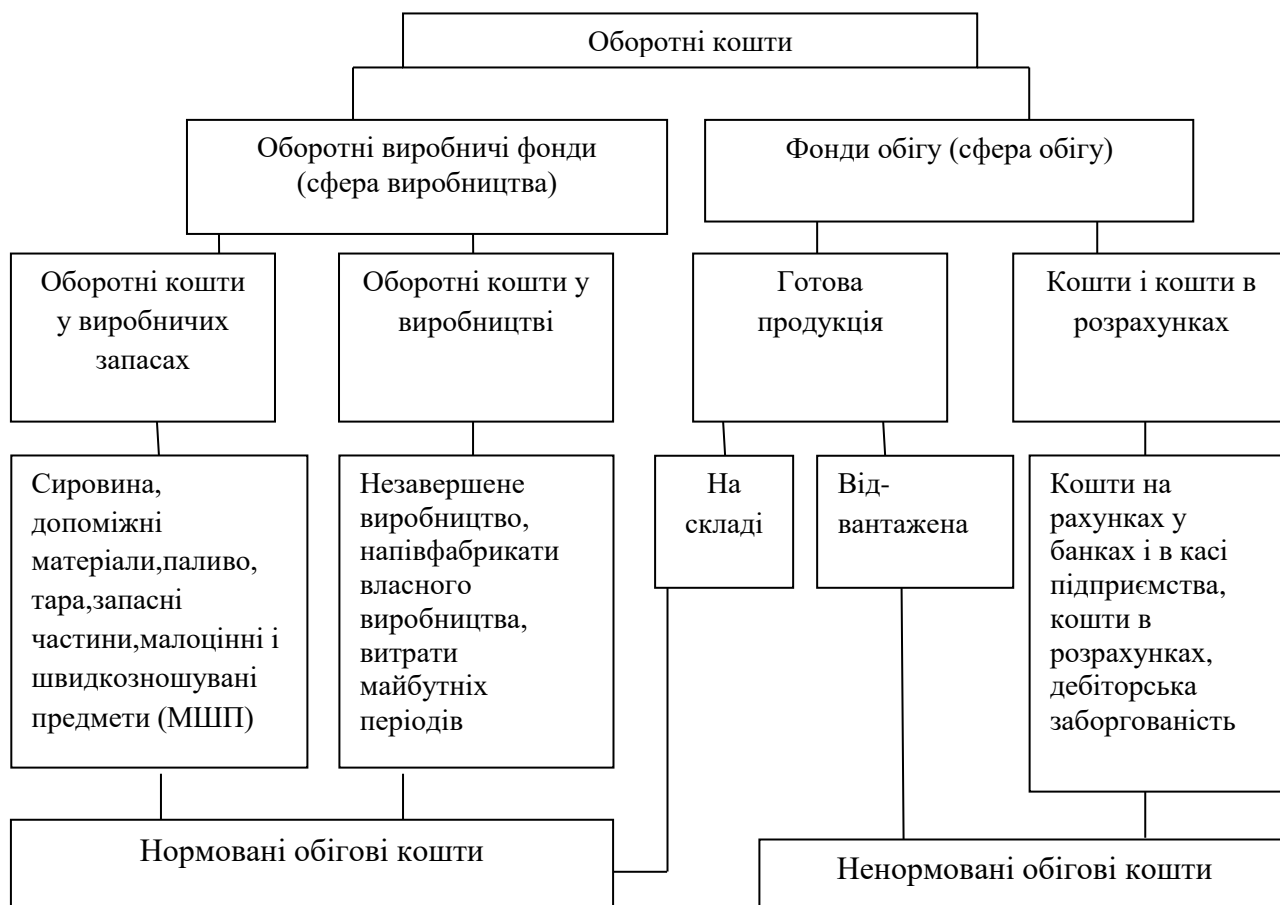 Оборотні кошти
Оборотні виробничі фонди
(сфера виробництва)
Фонди обігу (сфера обігу)
Оборотні кошти
у виробничих
запасах
Оборотні кошти у
виробництві
Готова
продукція
Кошти і кошти в
розрахунках
Сировина,
допоміжні
матеріали,паливо,
тара,запасні
частини,малоцінні і
швидкозношувані
предмети (МШП)
Незавершене
виробництво,
напівфабрикати
власного
виробництва,
витрати
майбутніх
періодів
На
складі
Від-
вантажена
Кошти на
рахунках у
банках і в касі
підприємства,
кошти в
розрахунках,
дебіторська
заборгованість
Нормовані обігові кошти
Ненормовані обігові кошти